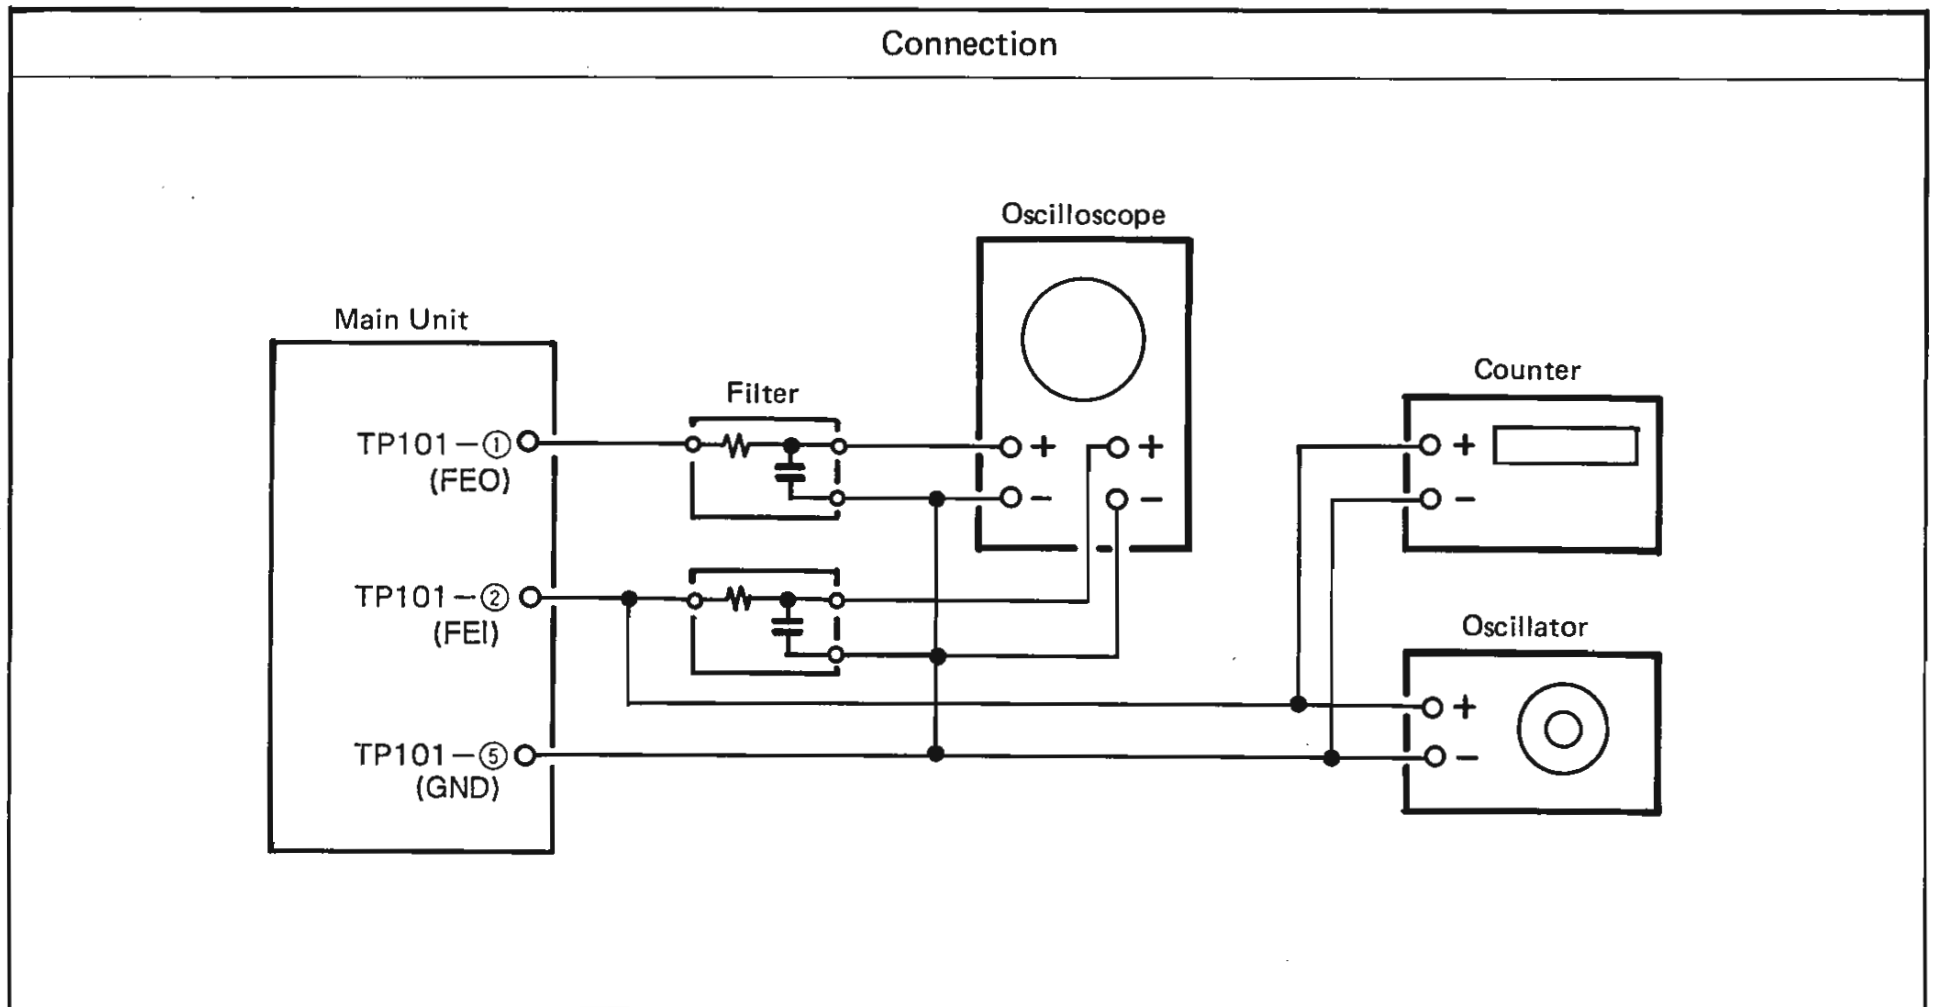 Connection
Oscilloscope
Main Unit
Filter
Counter
TP101－①
(FEO)
+ +
− −
+
−
TP101－②
(FEI)
Oscillator
+
−
TP101－⑤
(GND)